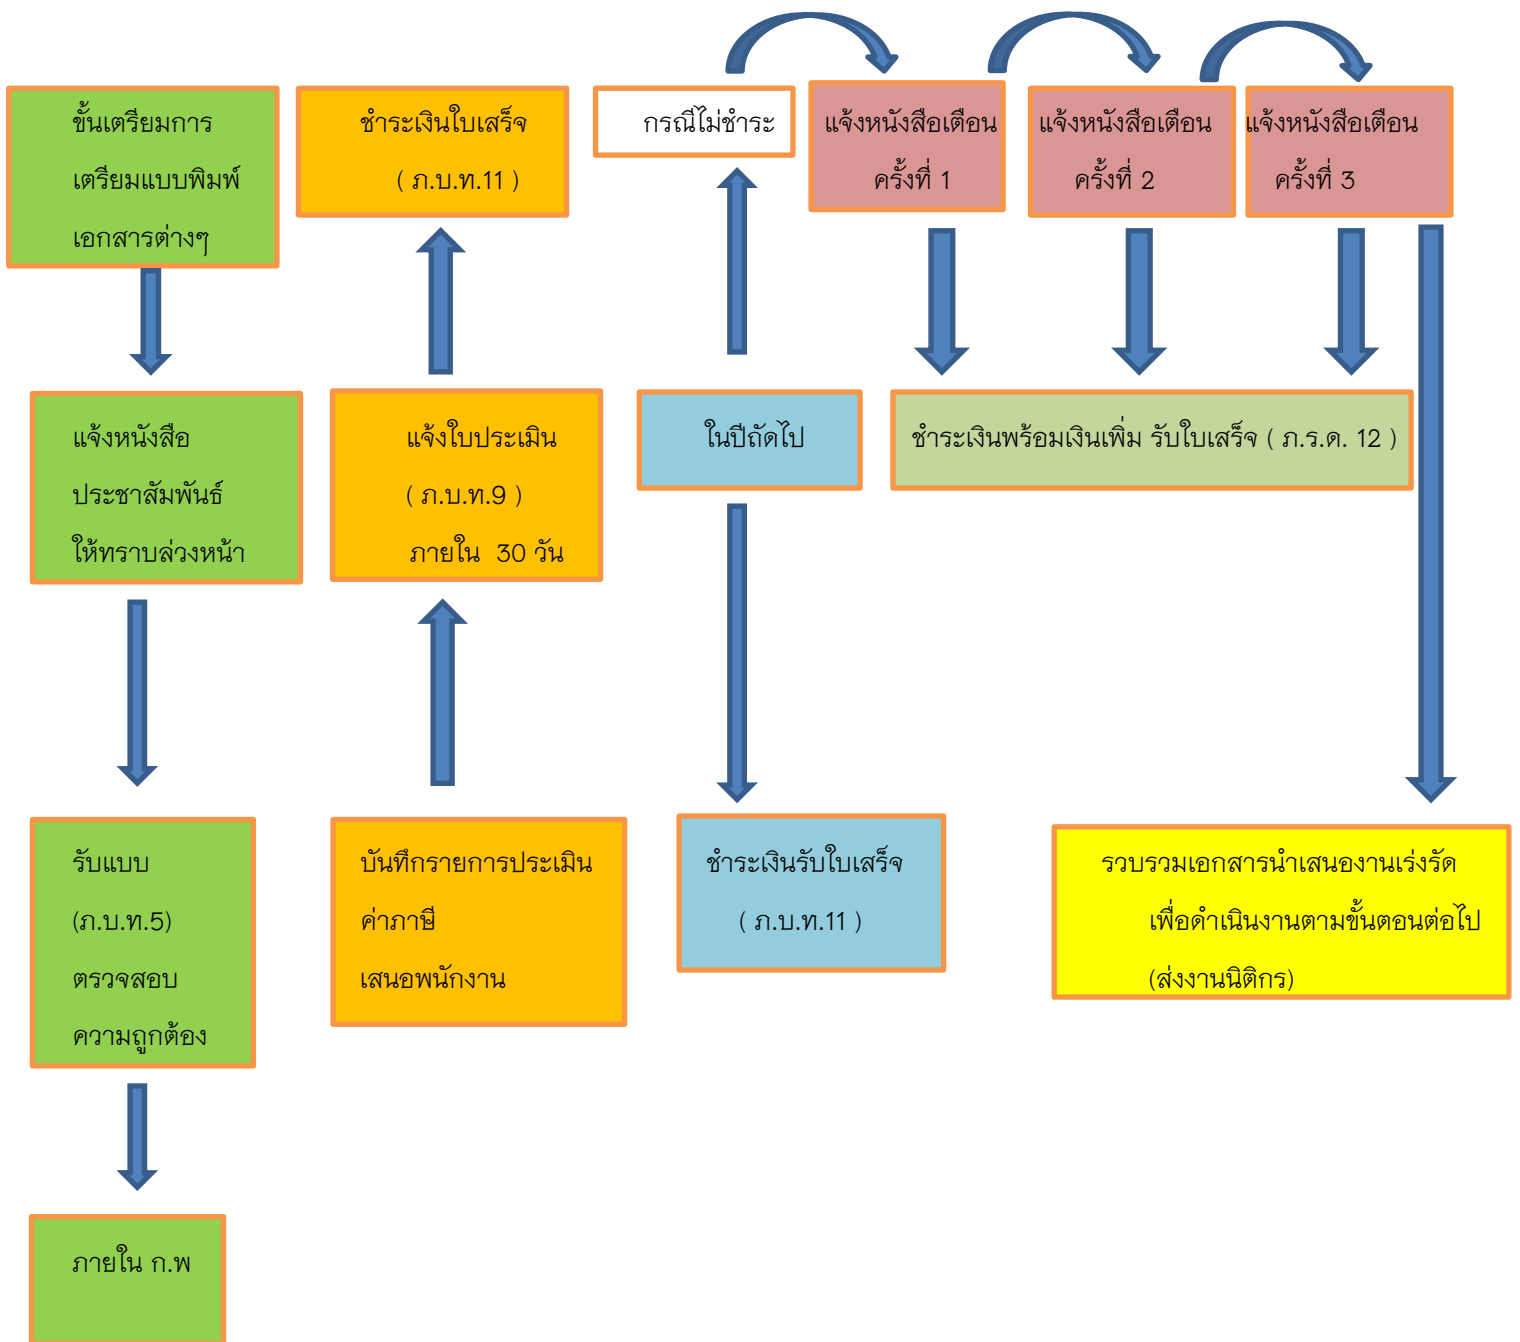 ขั้นเตรียมการ
เตรียมแบบพิมพ์
เอกสารต่างๆ
แจ้งหนังสือ
ประชาสัมพันธ์
ให้ทราบล่วงหน้า
รับแบบ
(ภ.บ.ท.5)
ตรวจสอบ
ความถูกต้อง
ภายใน ก.พ
ชำระเงินใบเสร็จ
( ภ.บ.ท.11 )
แจ้งใบประเมิน
( ภ.บ.ท.9 )
ภายใน 30 วัน
บันทึกรายการประเมิน
ค่าภาษี
เสนอพนักงาน
กรณีไม่ชำระ
ในปีถัดไป
ชำระเงินรับใบเสร็จ
( ภ.บ.ท.11 )
แจ้งหนังสือเตือน
ครั้งที่ 1
แจ้งหนังสือเตือน
ครั้งที่ 2
แจ้งหนังสือเตือน
ครั้งที่ 3
ชำระเงินพร้อมเงินเพิ่ม รับใบเสร็จ ( ภ.ร.ด. 12 )
รวบรวมเอกสารนำเสนองานเร่งรัด
เพื่อดำเนินงานตามขั้นตอนต่อไป
(ส่งงานนิติกร)